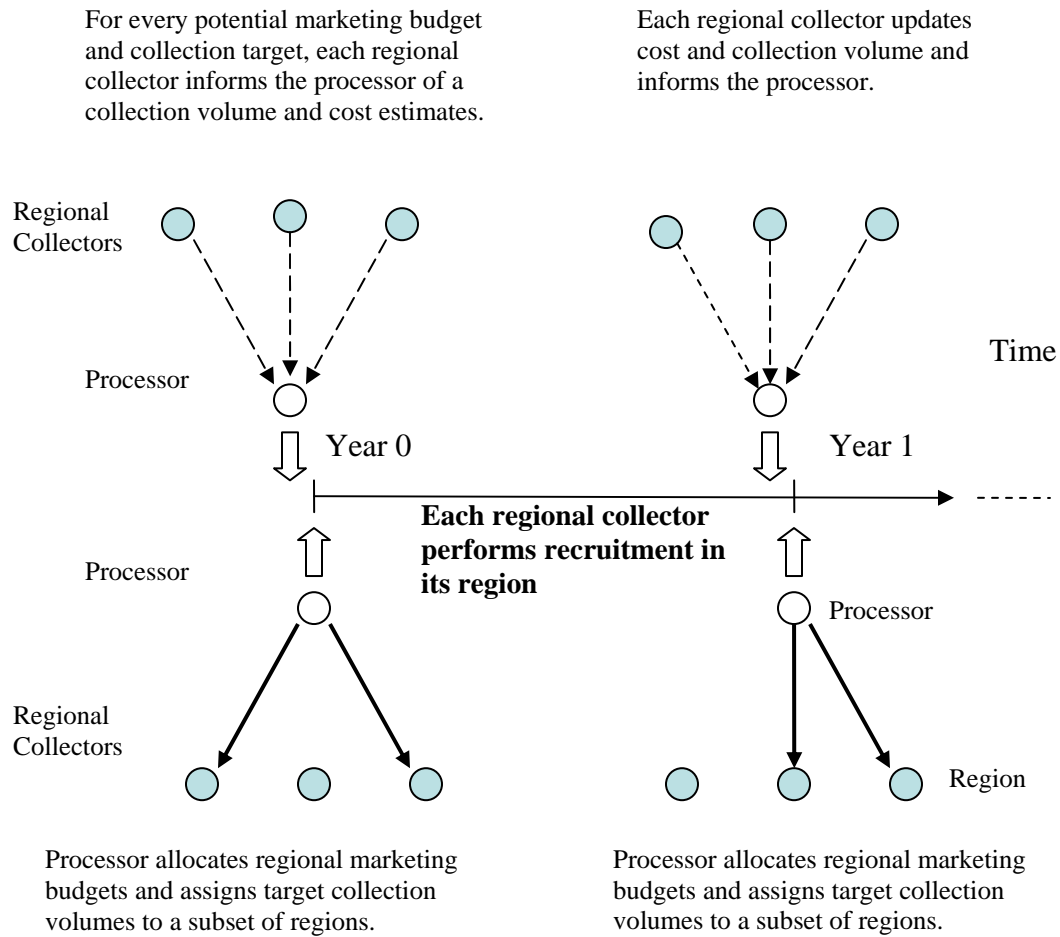 For every potential marketing budget
and collection target, each regional
collector informs the processor of a
collection volume and cost estimates.
Each regional collector updates
cost and collection volume and
informs the processor.
Regional
Collectors
Processor
Time
Year 0
Year 1
Each regional collector
performs recruitment in
its region
Processor
Processor
Regional
Collectors
Region
Processor allocates regional marketing
budgets and assigns target collection
volumes to a subset of regions.
Processor allocates regional marketing
budgets and assigns target collection
volumes to a subset of regions.